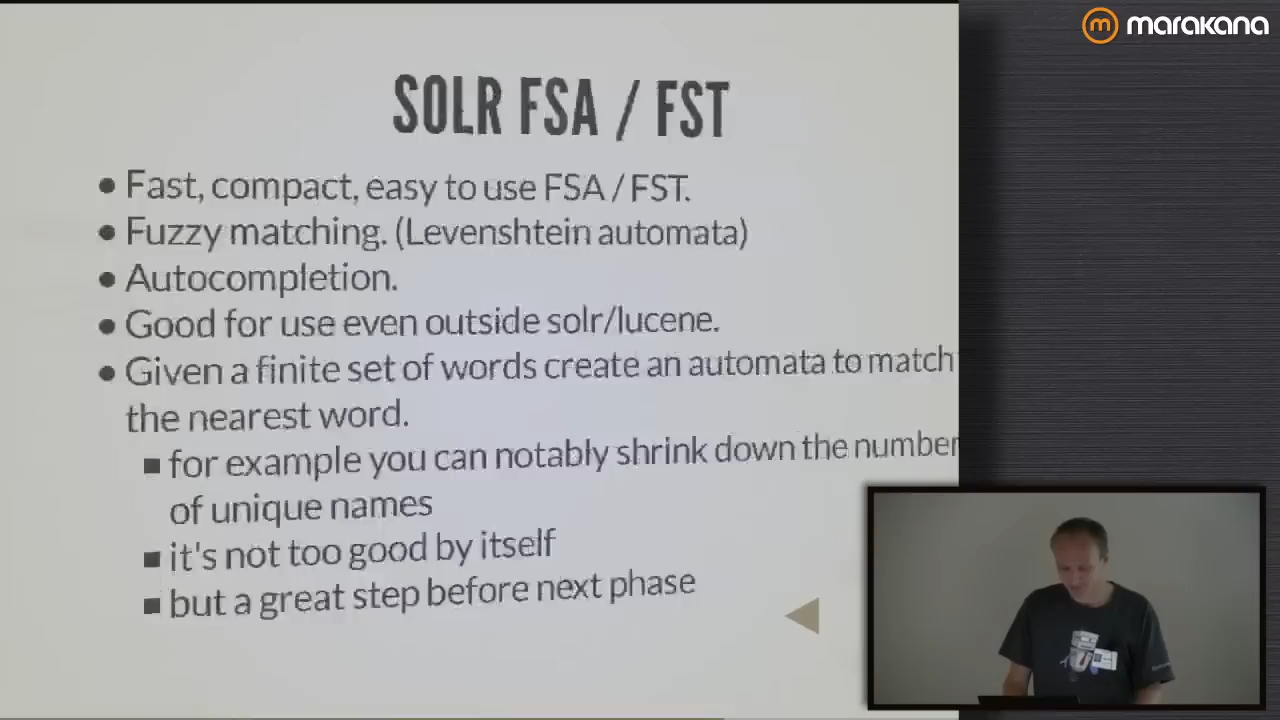 marakana
SOLR FSA / FST
Fast, compact, easy to use FSA / FST.
Fuzzy matching. (Levenshtein automata)
Autocompletion.
Good for use even outside solr/lucene.
Given a finite set of words create an automata to match
the nearest word.
for example you can notably shrink down the number
of unique names
it's not too good by itself
but a great step before next phase